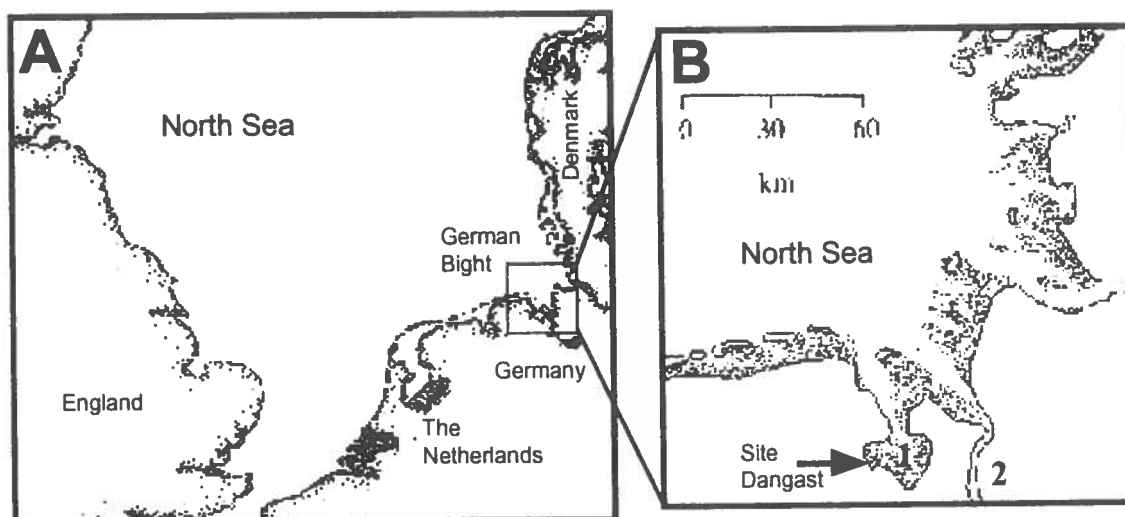 A
North Sea
Denmark
German
Bight
Germany
England
The
Netherlands
B
0 30 60
km
North Sea
Site
Dangast
1
2